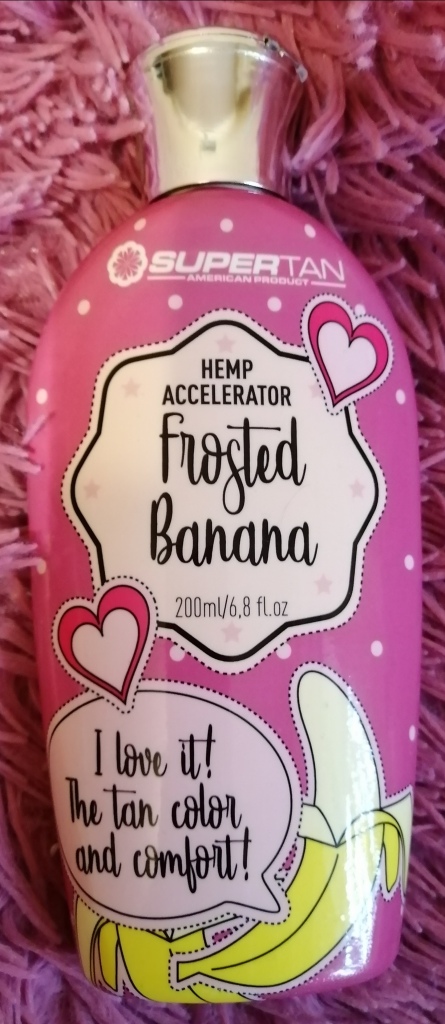 SUPERTAN
AMERICAN PRODUCT
HEMP
ACCELERATOR
Frosted
Banana
200ml/6,8 fl.oz
I love it!
The tan color
and comfort!